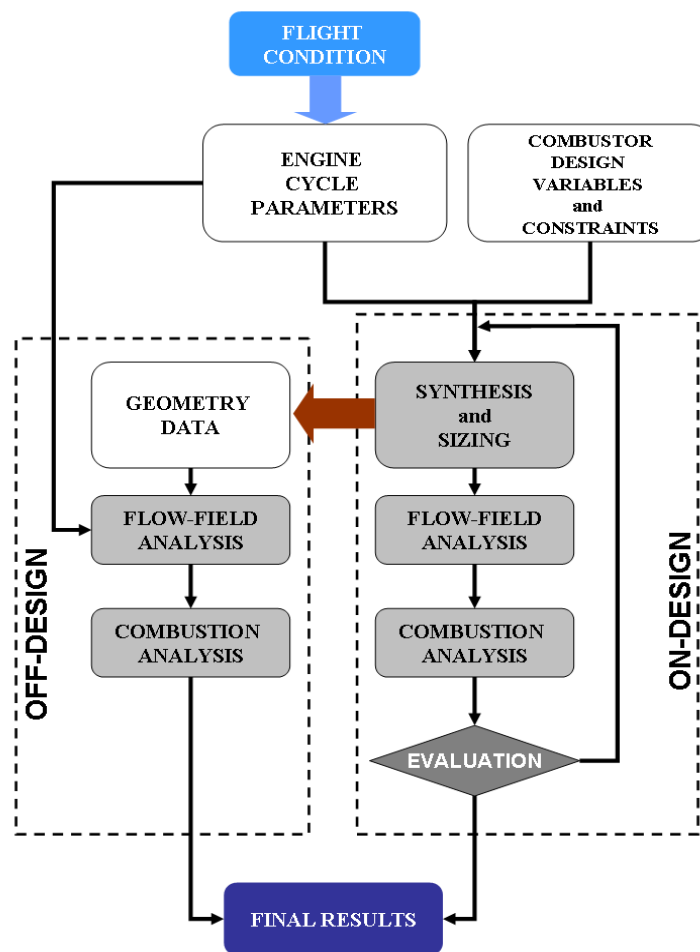 FLIGHT
CONDITION
ENGINE
CYCLE
PARAMETERS
COMBUSTOR
DESIGN
VARIABLES
and
CONSTRAINTS
GEOMETRY
DATA
SYNTHESIS
and
SIZING
FLOW-FIELD
ANALYSIS
FLOW-FIELD
ANALYSIS
COMBUSTION
ANALYSIS
COMBUSTION
ANALYSIS
OFF-DESIGN
ON-DESIGN
EVALUATION
FINAL RESULTS